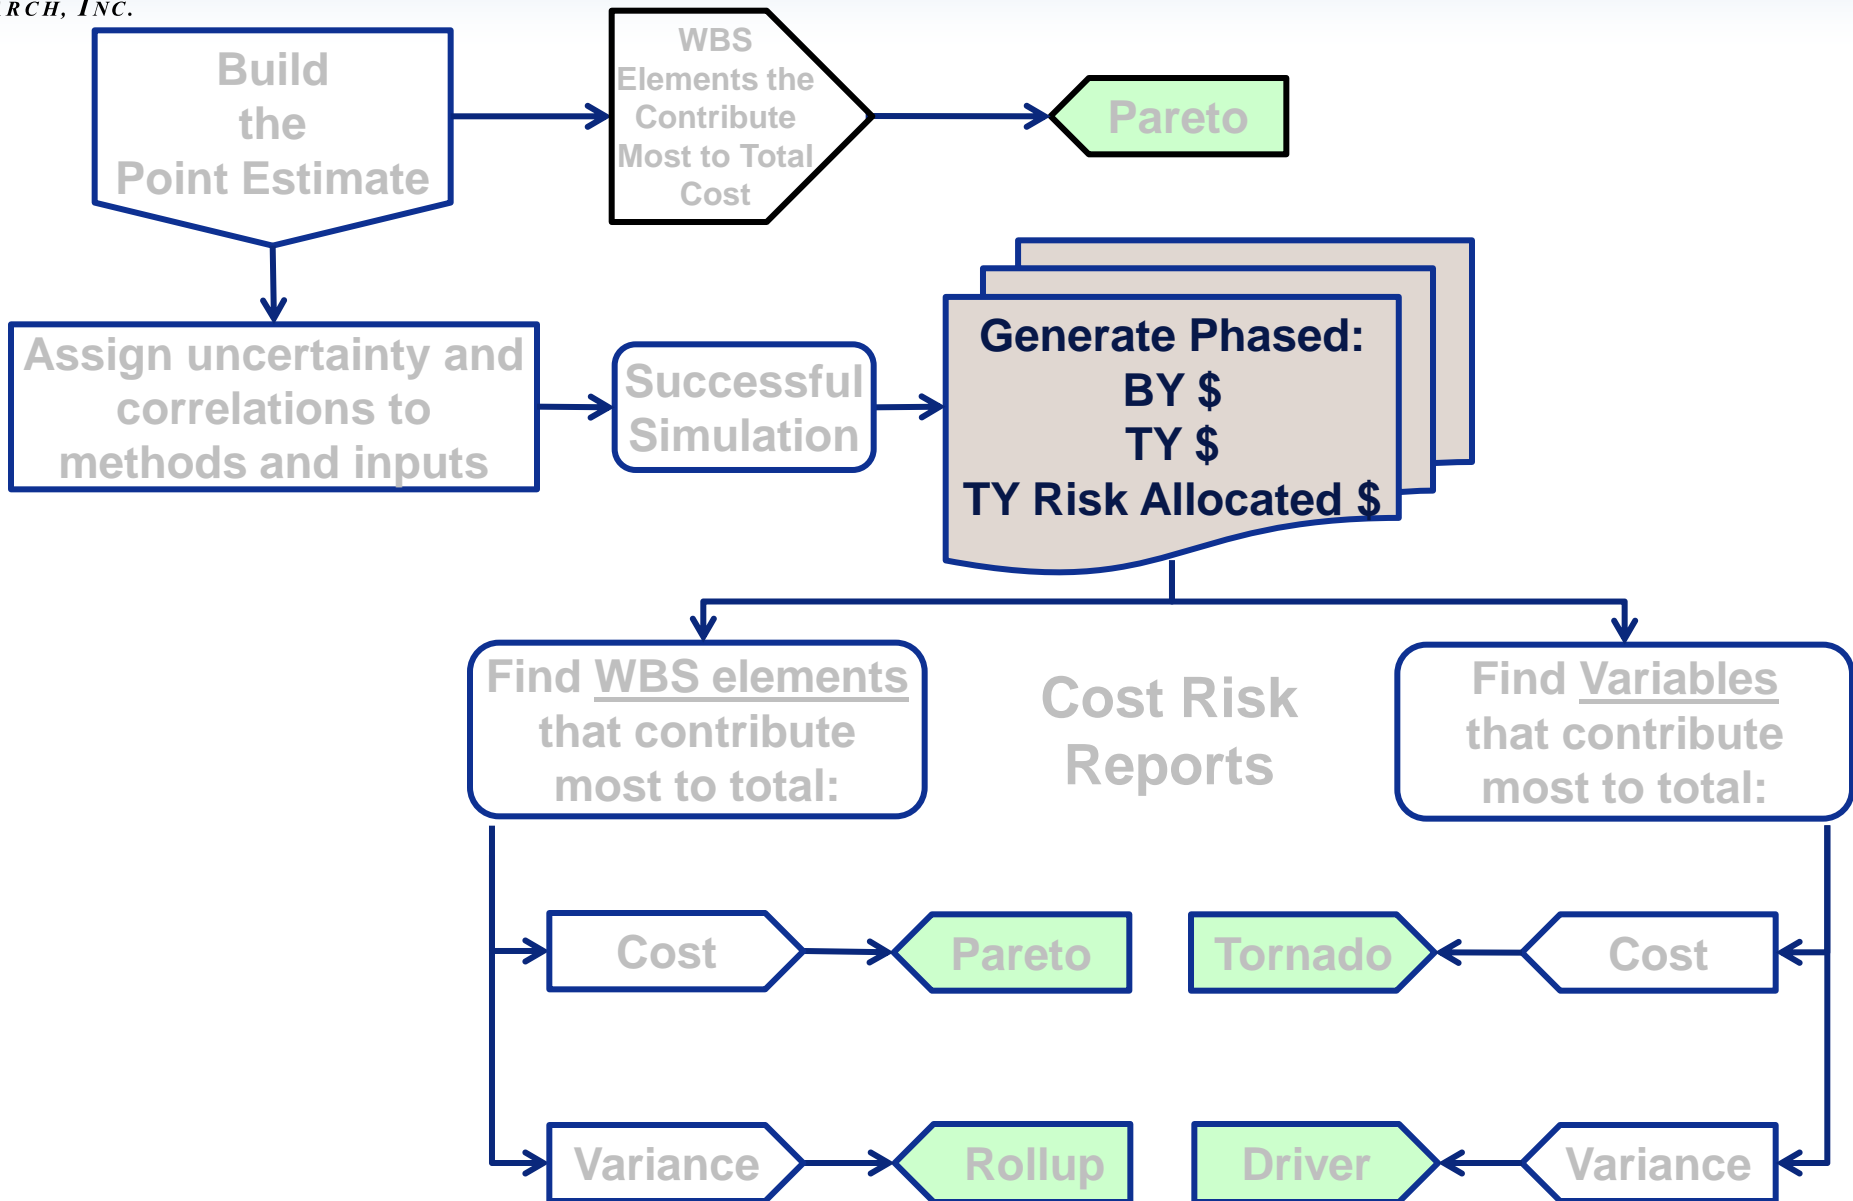 RCH, INC.
Build
the
Point Estimate
WBS
Elements the
Contribute
Most to Total
Cost
Pareto
Assign uncertainty and
correlations to
methods and inputs
Successful
Simulation
Generate Phased:
BY $
TY $
TY Risk Allocated $
Find WBS elements
that contribute
most to total:
Cost Risk
Reports
Find Variables
that contribute
most to total:
Cost
Pareto
Tornado
Cost
Variance
Rollup
Driver
Variance